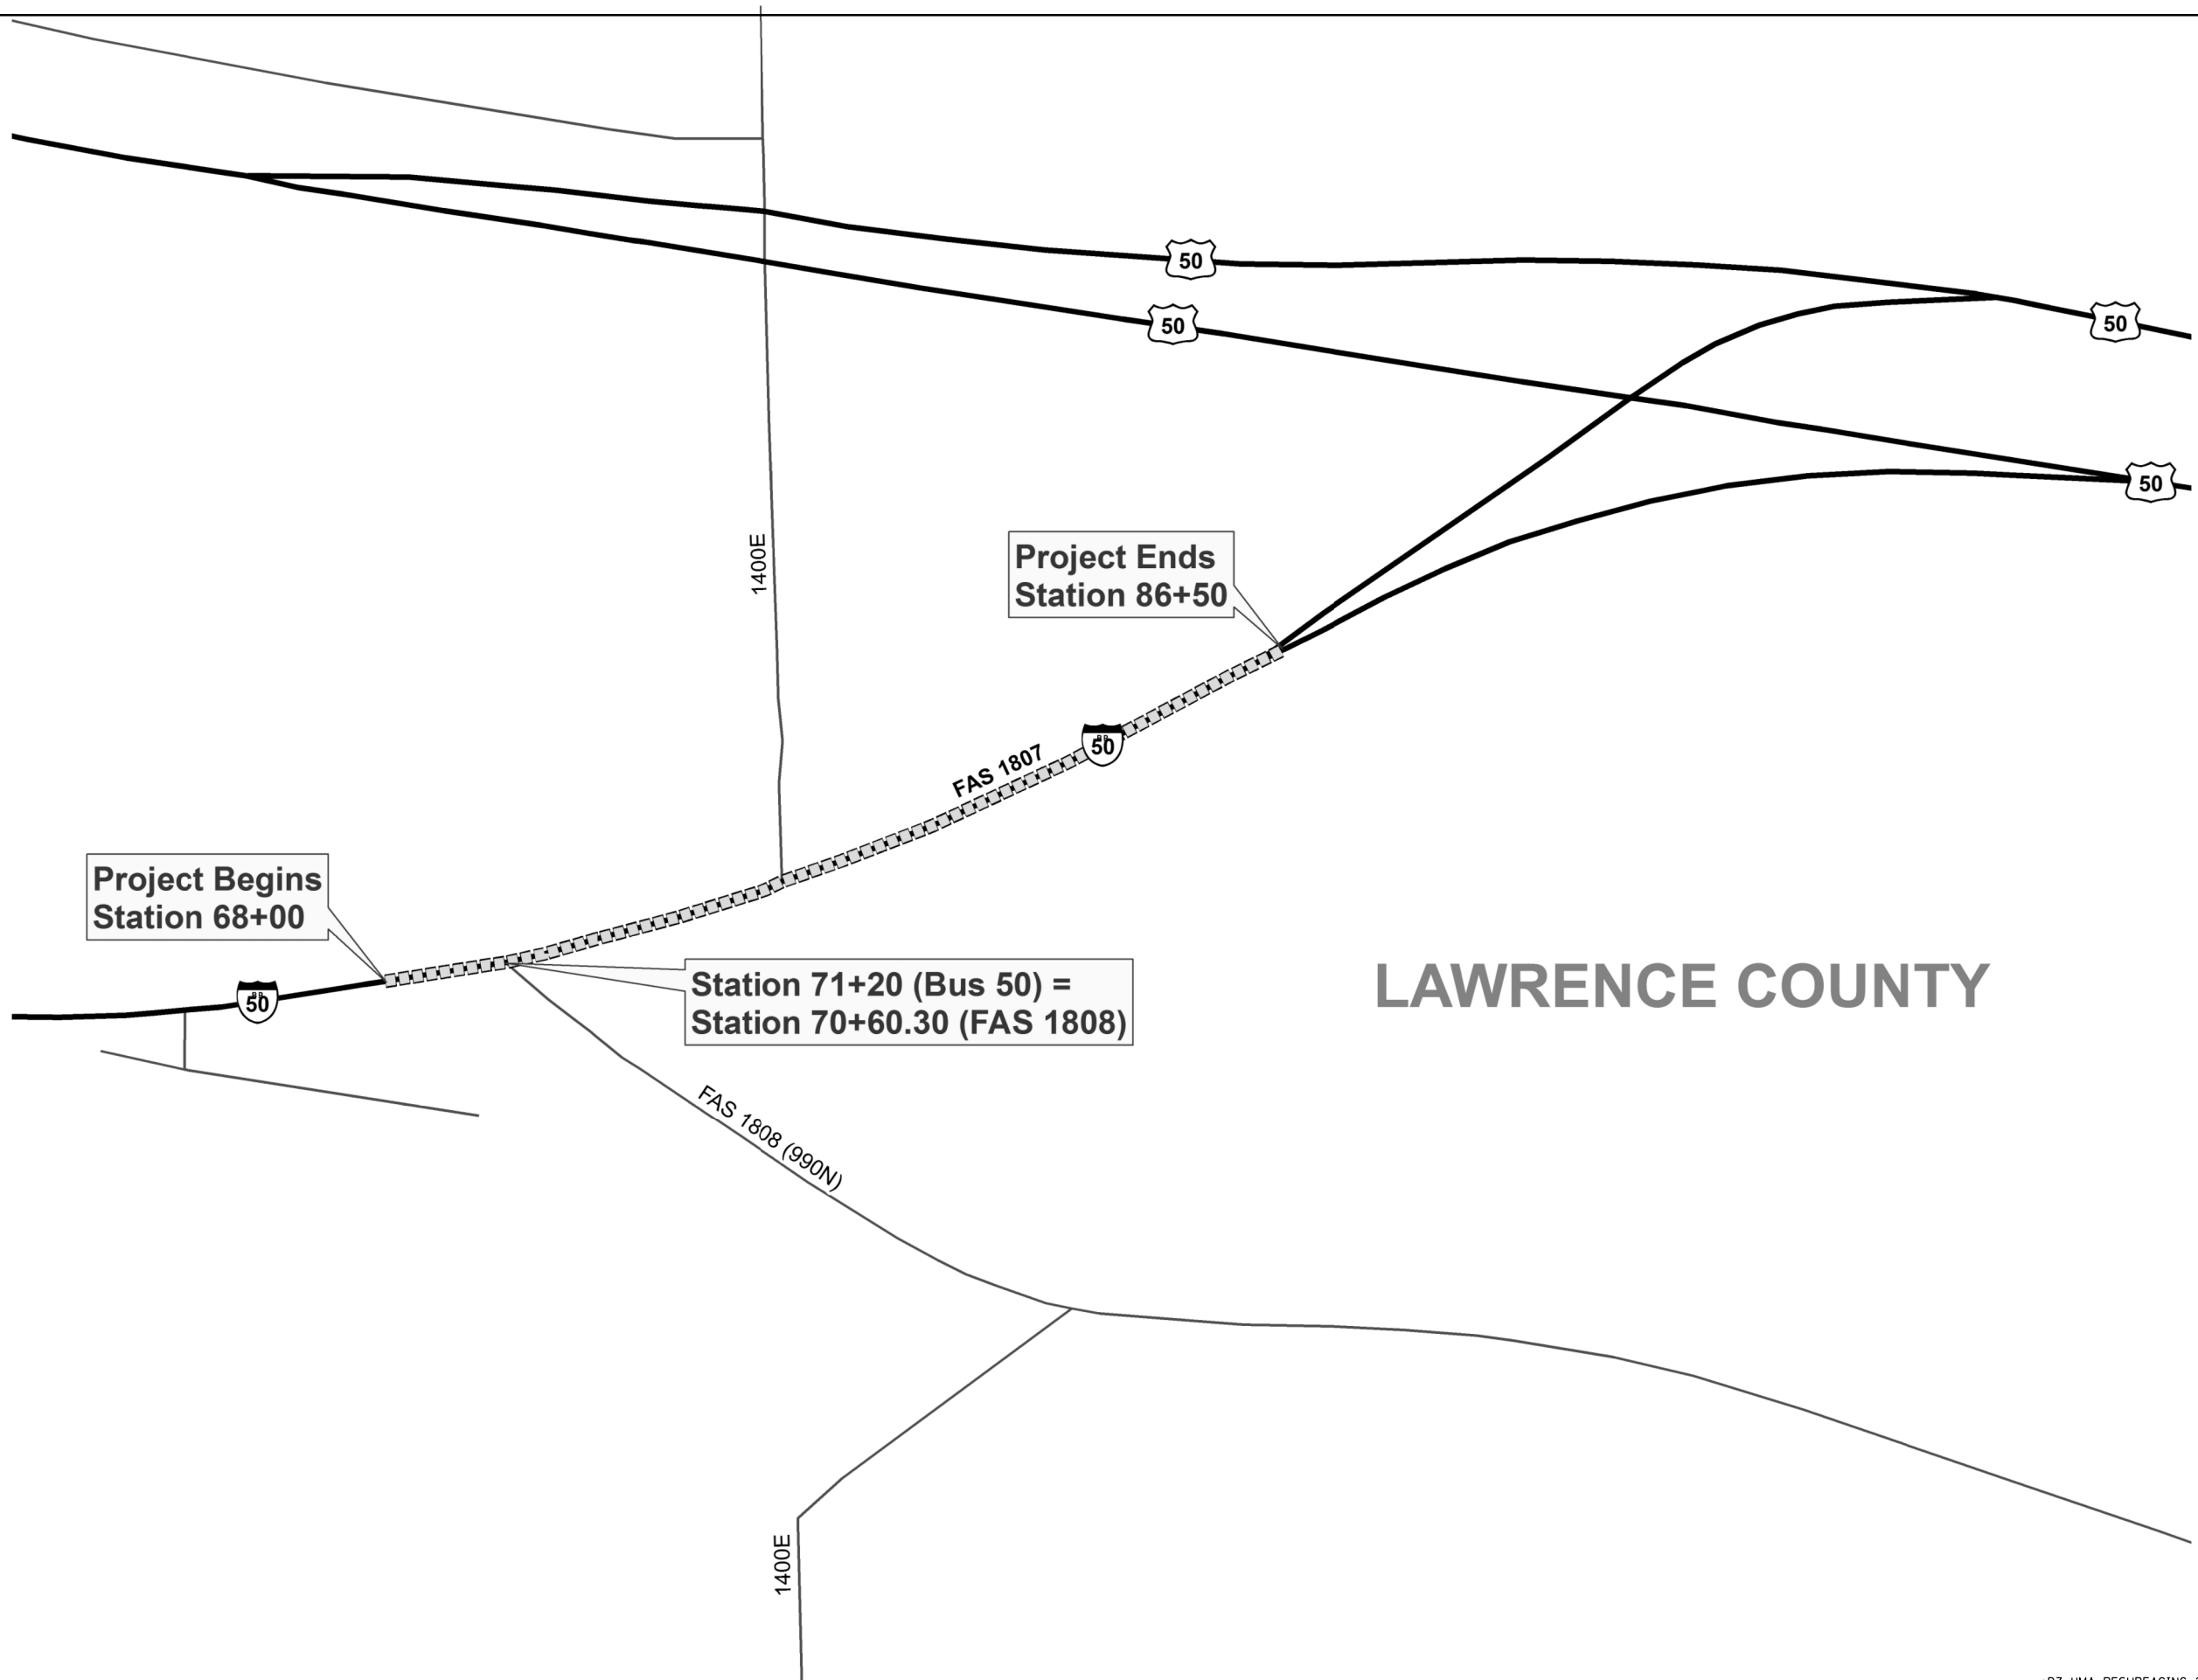 50
50
50
50
1400E
Project Ends
Station 86+50
50
FAS 1807
Project Begins
Station 68+00
50
Station 71+20 (Bus 50) =
Station 70+60.30 (FAS 1808)
LAWRENCE COUNTY
FAS 1808 (990N)
1400E